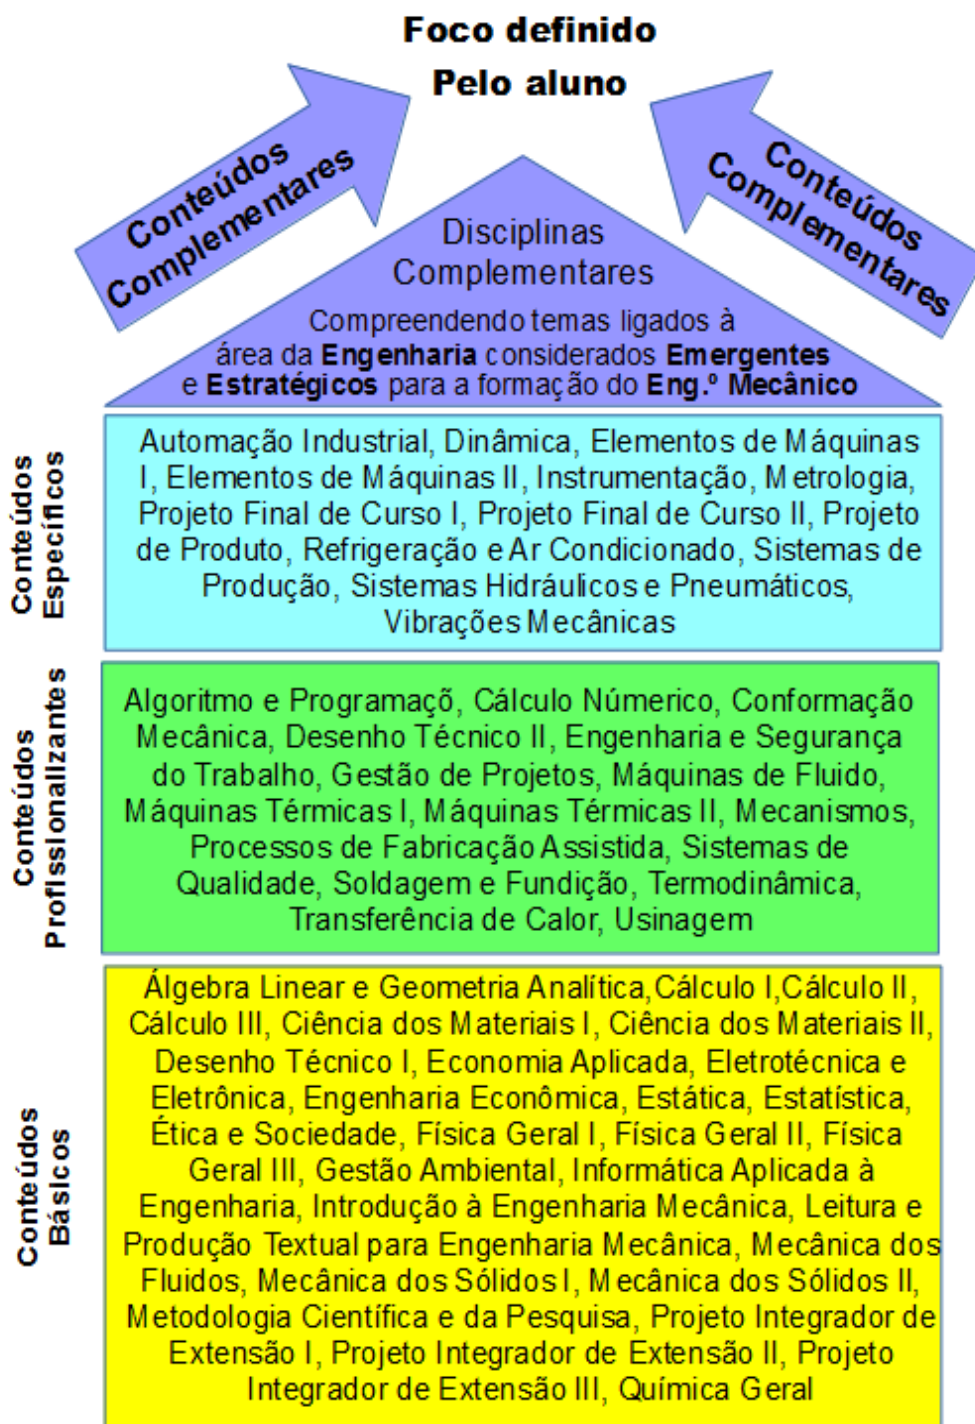 Foco definido
Pelo aluno
Conteúdos
Complementares
Conteúdos
Complementares
Disciplinas
Complementares
Compreendendo temas ligados à
área da Engenharia considerados Emergentes
e Estratégicos para a formação do Eng.º Mecânico
Conteúdos
Específicos
Automação Industrial, Dinâmica, Elementos de Máquinas
I, Elementos de Máquinas II, Instrumentação, Metrologia,
Projeto Final de Curso I, Projeto Final de Curso II, Projeto
de Produto, Refrigeração e Ar Condicionado, Sistemas de
Produção, Sistemas Hidráulicos e Pneumáticos,
Vibrações Mecânicas
Conteúdos
Profissionalizantes
Algoritmo e Programaçõ, Cálculo Númerico, Conformação
Mecânica, Desenho Técnico II, Engenharia e Segurança
do Trabalho, Gestão de Projetos, Máquinas de Fluido,
Máquinas Térmicas I, Máquinas Térmicas II, Mecanismos,
Processos de Fabricação Assistida, Sistemas de
Qualidade, Soldagem e Fundição, Termodinâmica,
Transferência de Calor, Usinagem
Conteúdos
Básicos
Álgebra Linear e Geometria Analítica,Cálculo I,Cálculo II,
Cálculo III, Ciência dos Materiais I, Ciência dos Materiais II,
Desenho Técnico I, Economia Aplicada, Eletrotécnica e
Eletrônica, Engenharia Econômica, Estática, Estatística,
Ética e Sociedade, Física Geral I, Física Geral II, Física
Geral III, Gestão Ambiental, Informática Aplicada à
Engenharia, Introdução à Engenharia Mecânica, Leitura e
Produção Textual para Engenharia Mecânica, Mecânica dos
Fluidos, Mecânica dos Sólidos I, Mecânica dos Sólidos II,
Metodologia Científica e da Pesquisa, Projeto Integrador de
Extensão I, Projeto Integrador de Extensão II, Projeto
Integrador de Extensão III, Química Geral